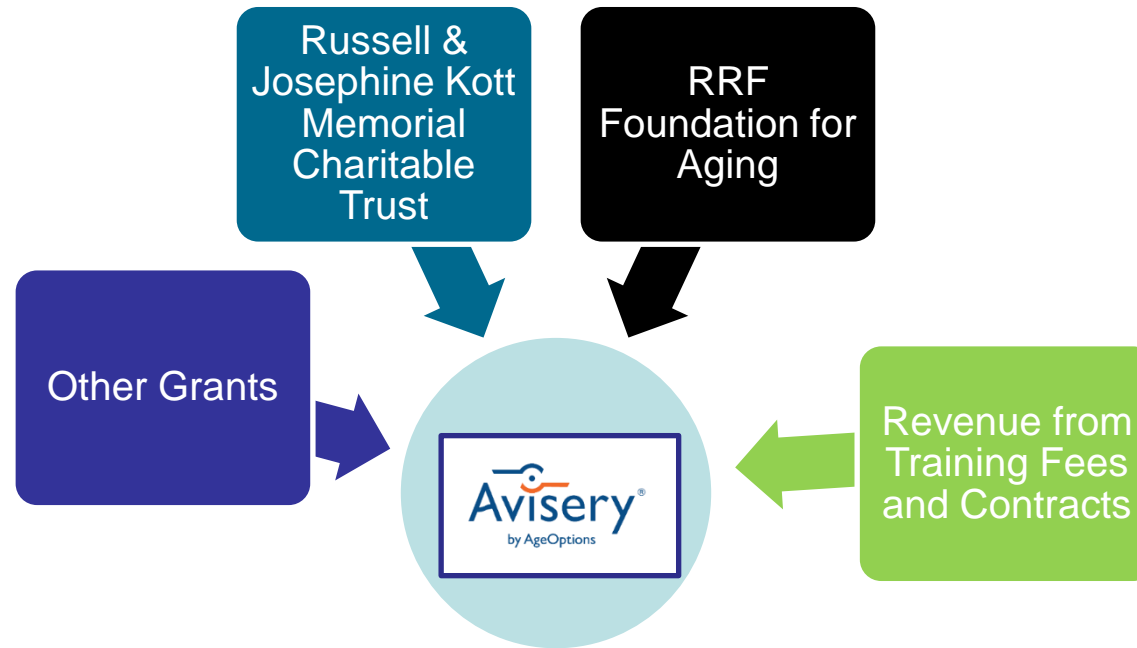 Russell &
Josephine Kott
Memorial
Charitable
Trust
RRF
Foundation for
Aging
Other Grants
Revenue from
Training Fees
and Contracts
Avisery®
by AgeOptions